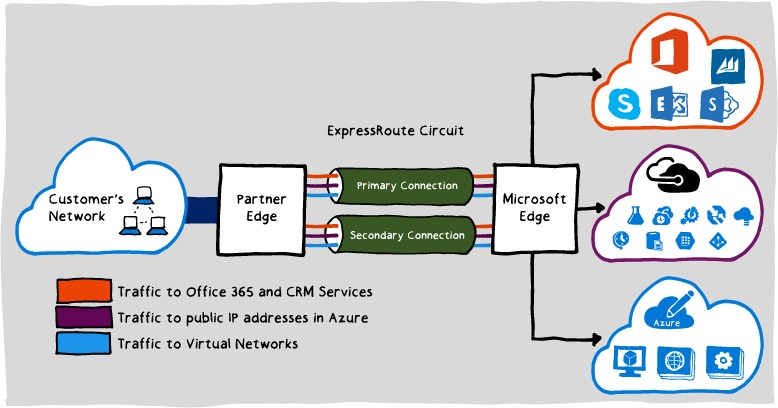 ExpressRoute Circuit
Customer's
Network
Partner
Edge
Primary Connection
Secondary Connection
Microsoft
Edge
Traffic to Office 365 and CRM Services
Traffic to public IP addresses in Azure
Traffic to Virtual Networks
S
E
S
Azure